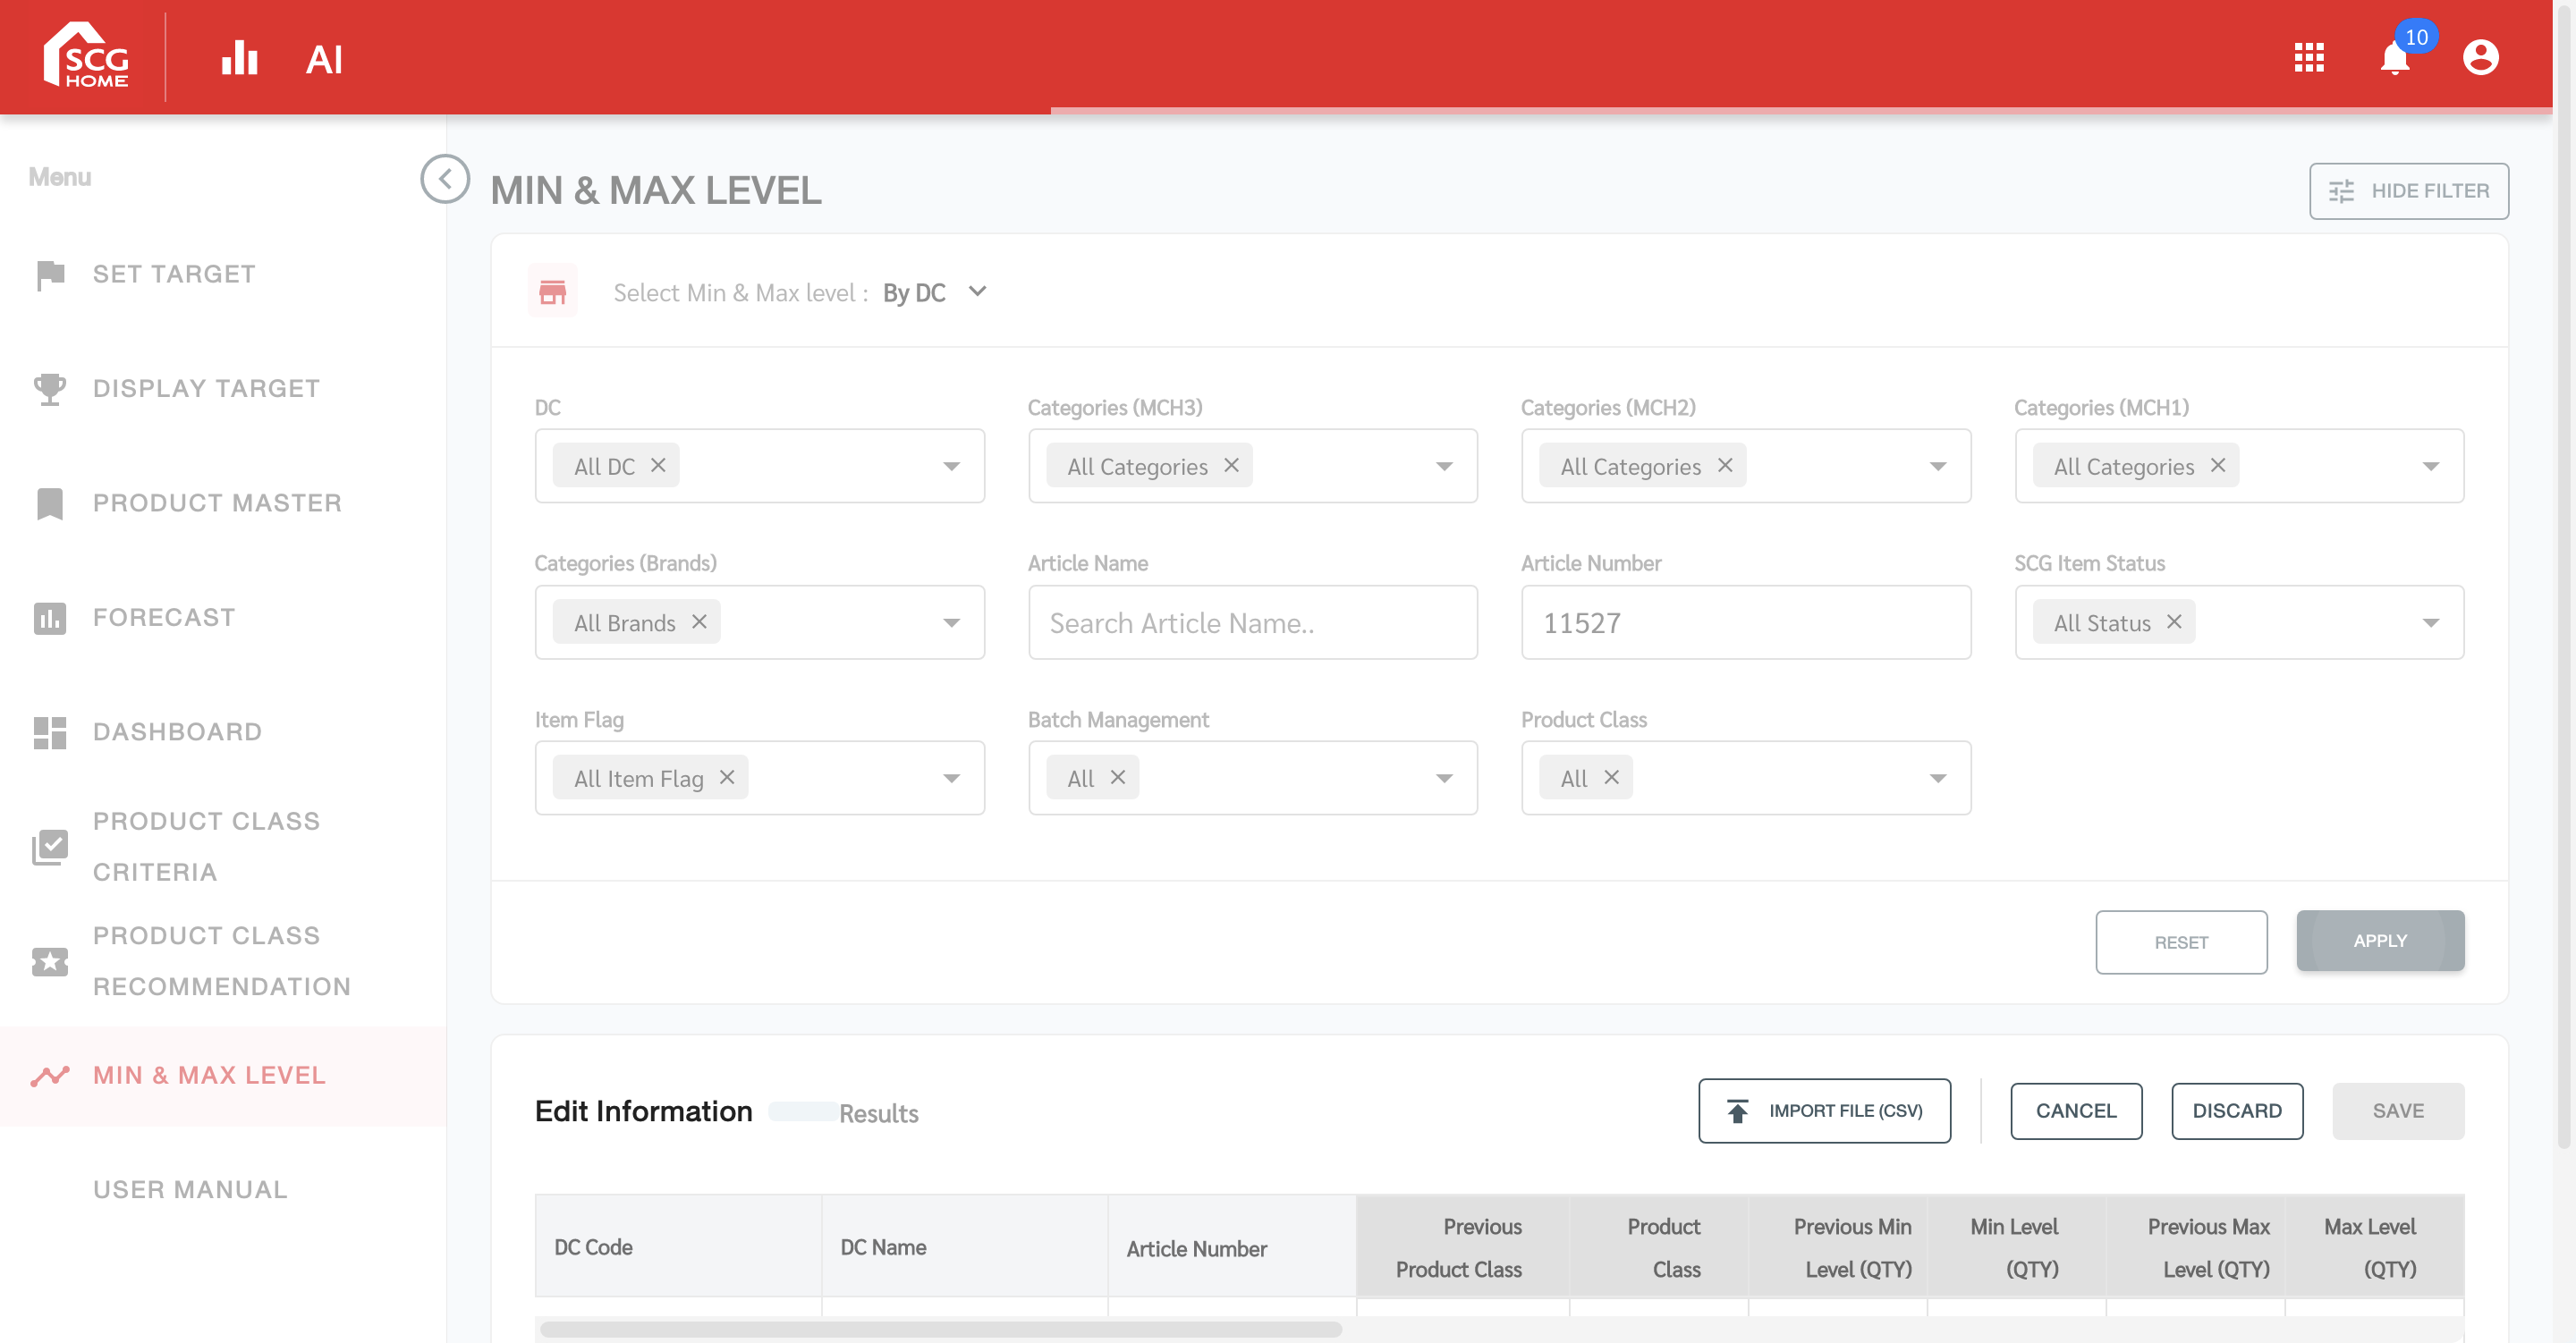 SCG
HOME
AI
10
Menu
SET TARGET
DISPLAY TARGET
PRODUCT MASTER
FORECAST
DASHBOARD
PRODUCT CLASS
CRITERIA
PRODUCT CLASS
RECOMMENDATION
MIN & MAX LEVEL
USER MANUAL
MIN & MAX LEVEL
HIDE FILTER
Select Min & Max level : By DC
DC
Categories (MCH3)
Categories (MCH2)
Categories (MCH1)
All DC
All Categories
All Categories
All Categories
Categories (Brands)
Article Name
Article Number
SCG Item Status
All Brands
Search Article Name..
11527
All Status
Item Flag
Batch Management
Product Class
All Item Flag
All
All
RESET
APPLY
Edit Information
Results
IMPORT FILE (CSV)
CANCEL
DISCARD
SAVE
DC Code
DC Name
Article Number
Previous
Product Class
Product
Class
Previous Min
Level (QTY)
Min Level
(QTY)
Previous Max
Level (QTY)
Max Level
(QTY)